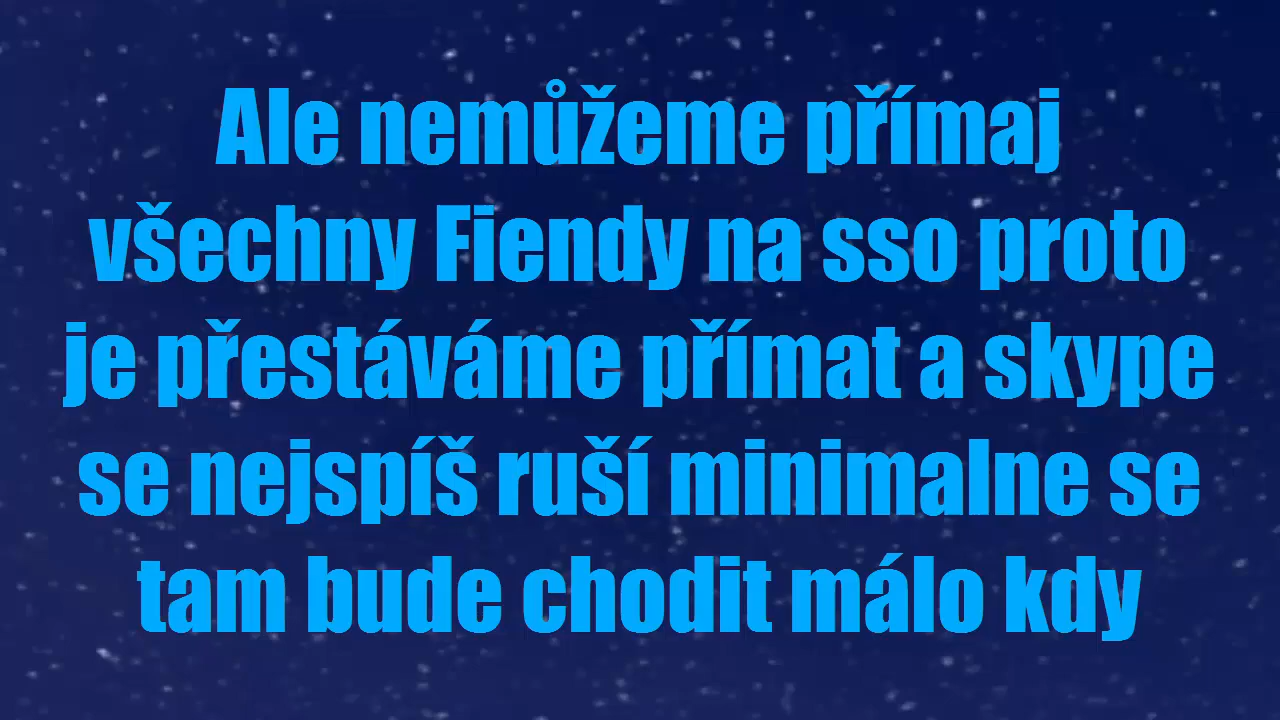 Ale nemůžeme přímaj
všechny Fiendy na sso proto
je přestáváme přímat a skype
se nejspíš ruší minimalne se
tam bude chodit málo kdy